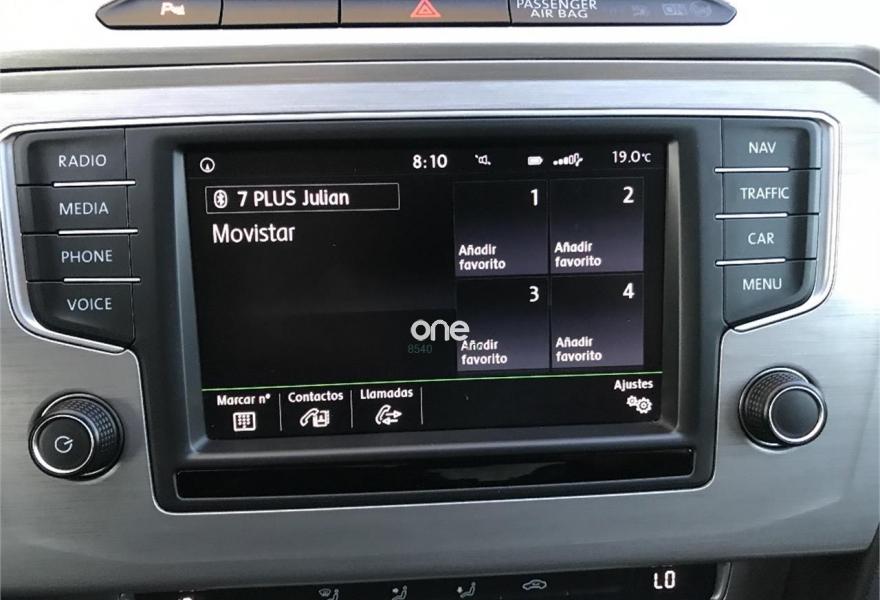 PASSENGER
AIR BAG
RADIO
MEDIA
PHONE
VOICE
8:10
19.0°C
7 PLUS Julian
Movistar
1
Añadir
favorito
2
Añadir
favorito
3
Añadir
favorito
4
Añadir
favorito
one
8540
Marcar nº
Contactos
Llamadas
Ajustes
NAV
TRAFFIC
CAR
MENU
LO